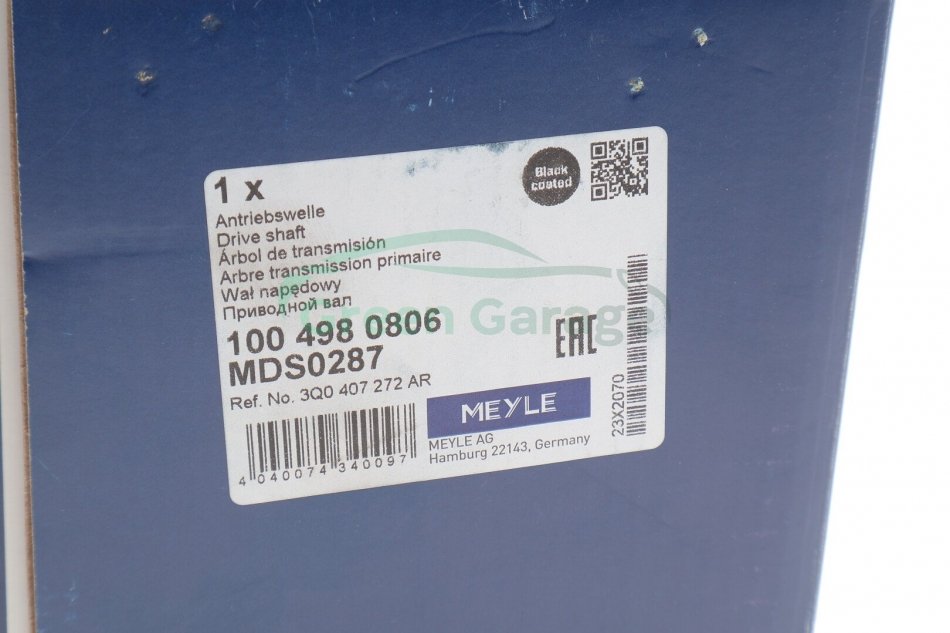 1 x
Black
coated
Antriebswelle
Drive shaft
Árbol de transmisión
Arbre transmission primaire
Wał napędowy
Приводной вал
Green Garage
100 498 0806
MDS0287
Ref. No. 3Q0 407 272 AR
EAC
MEYLE
MEYLE AG
Hamburg 22143, Germany
4 040074 340097
23X2070